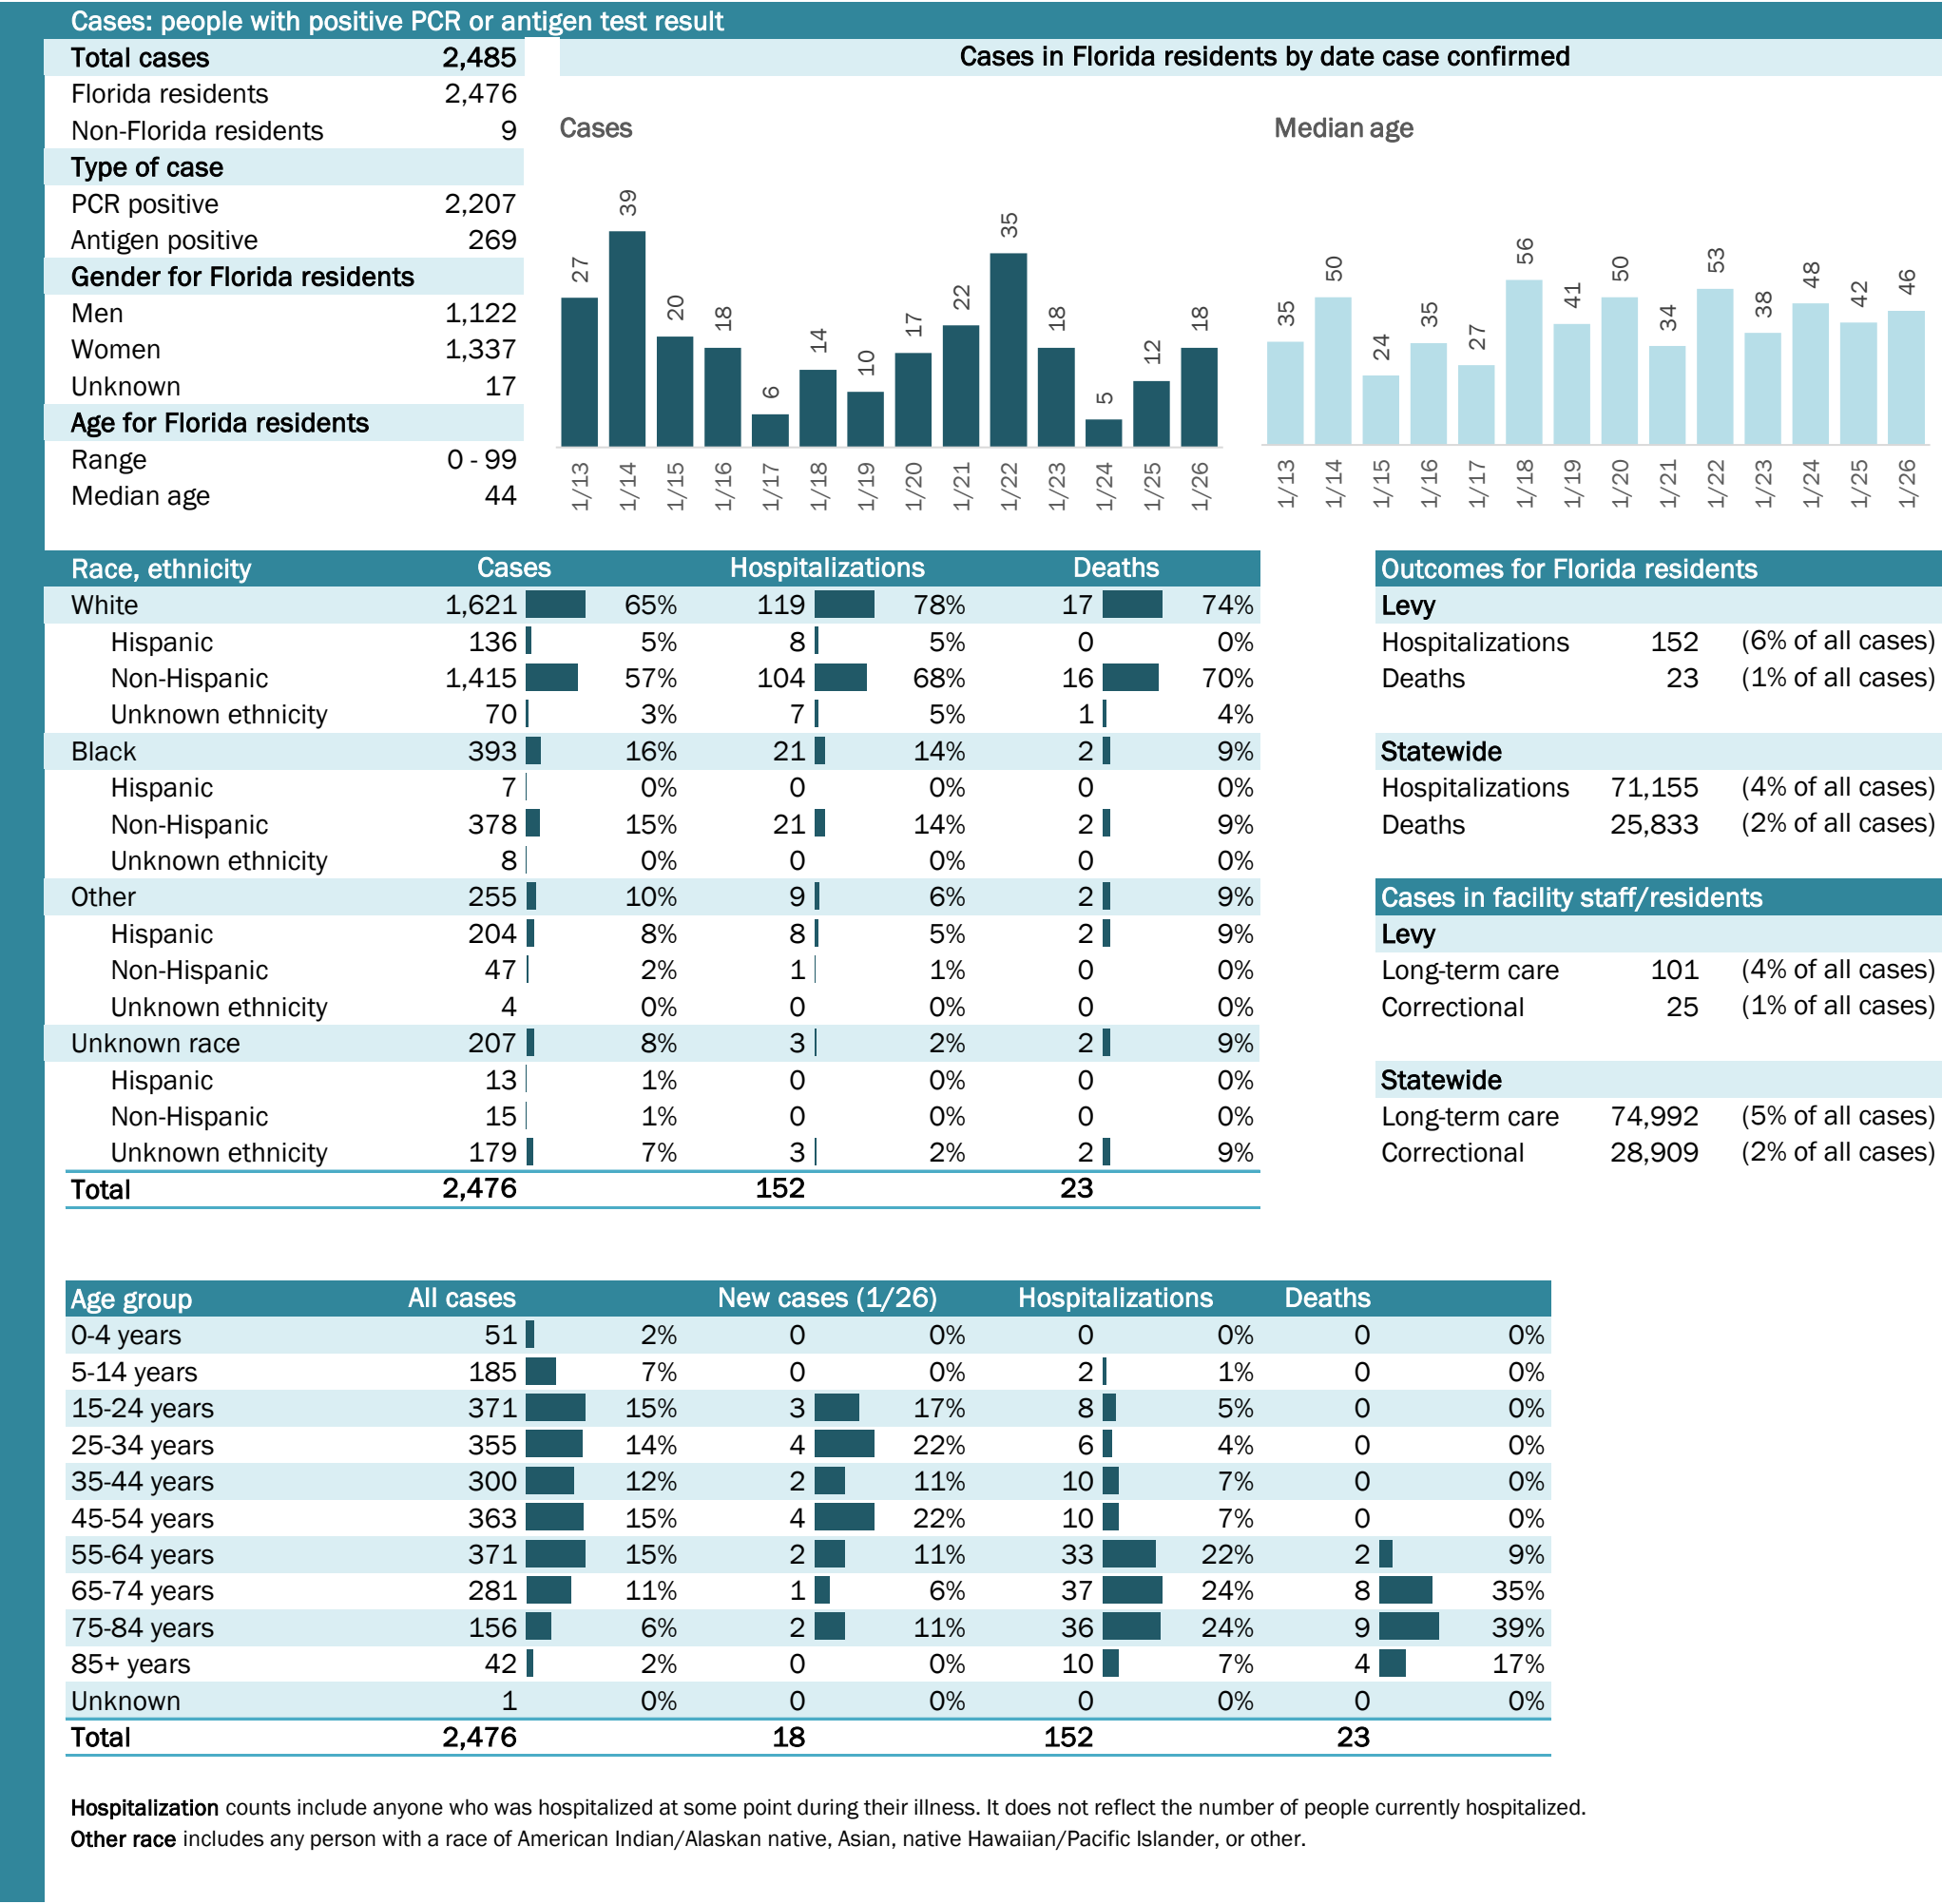 Cases: people with positive PCR or antigen test result
Total cases 2,485
Florida residents 2,476
Non-Florida residents 9
Type of case
PCR positive 2,207
Antigen positive 269
Gender for Florida residents
Men 1,122
Women 1,337
Unknown 17
Age for Florida residents
Range 0 - 99
Median age 44
Cases in Florida residents by date case confirmed
Cases
27 39 20 18 6 14 10 17 22 35 18 5 12 18
1/13 1/14 1/15 1/16 1/17 1/18 1/19 1/20 1/21 1/22 1/23 1/24 1/25 1/26
Median age
35 50 24 35 27 56 41 50 34 53 38 48 42 46
1/13 1/14 1/15 1/16 1/17 1/18 1/19 1/20 1/21 1/22 1/23 1/24 1/25 1/26
Race, ethnicity Cases Hospitalizations Deaths
White 1,621 65% 119 78% 17 74%
Hispanic 136 5% 8 5% 0 0%
Non-Hispanic 1,415 57% 104 68% 16 70%
Unknown ethnicity 70 3% 7 5% 1 4%
Black 393 16% 21 14% 2 9%
Hispanic 7 0% 0 0% 0 0%
Non-Hispanic 378 15% 21 14% 2 9%
Unknown ethnicity 8 0% 0 0% 0 0%
Other 255 10% 9 6% 2 9%
Hispanic 204 8% 8 5% 2 9%
Non-Hispanic 47 2% 1 1% 0 0%
Unknown ethnicity 4 0% 0 0% 0 0%
Unknown race 207 8% 3 2% 2 9%
Hispanic 13 1% 0 0% 0 0%
Non-Hispanic 15 1% 0 0% 0 0%
Unknown ethnicity 179 7% 3 2% 2 9%
Total 2,476 152 23
Outcomes for Florida residents
Levy
Hospitalizations 152 (6% of all cases)
Deaths 23 (1% of all cases)
Statewide
Hospitalizations 71,155 (4% of all cases)
Deaths 25,833 (2% of all cases)
Cases in facility staff/residents
Levy
Long-term care 101 (4% of all cases)
Correctional 25 (1% of all cases)
Statewide
Long-term care 74,992 (5% of all cases)
Correctional 28,909 (2% of all cases)
Age group All cases New cases (1/26) Hospitalizations Deaths
0-4 years 51 2% 0 0% 0 0% 0 0%
5-14 years 185 7% 0 0% 2 1% 0 0%
15-24 years 371 15% 3 17% 8 5% 0 0%
25-34 years 355 14% 4 22% 6 4% 0 0%
35-44 years 300 12% 2 11% 10 7% 0 0%
45-54 years 363 15% 4 22% 10 7% 0 0%
55-64 years 371 15% 2 11% 33 22% 2 9%
65-74 years 281 11% 1 6% 37 24% 8 35%
75-84 years 156 6% 2 11% 36 24% 9 39%
85+ years 42 2% 0 0% 10 7% 4 17%
Unknown 1 0% 0 0% 0 0% 0 0%
Total 2,476 18 152 23
Hospitalization counts include anyone who was hospitalized at some point during their illness. It does not reflect the number of people currently hospitalized.
Other race includes any person with a race of American Indian/Alaskan native, Asian, native Hawaiian/Pacific Islander, or other.